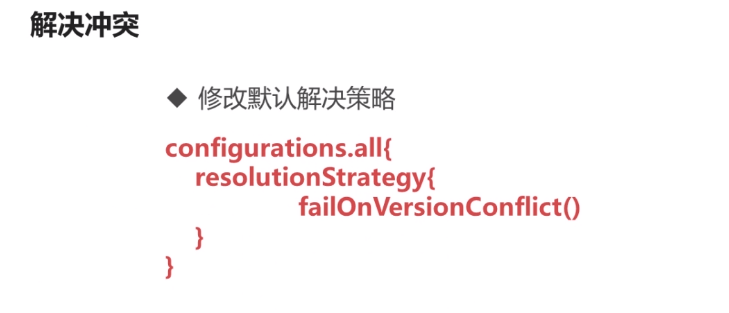 解决冲突
◆ 修改默认解决策略
configurations.all{
resolutionStrategy{
failOnVersionConflict()
}
}